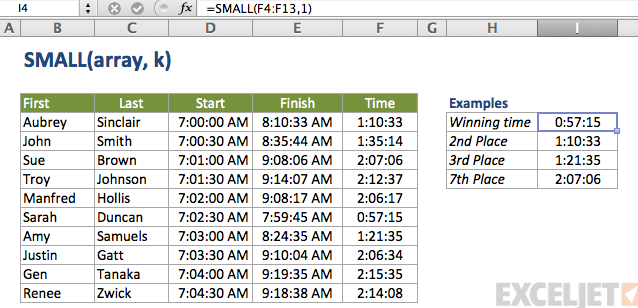 I4 fx =SMALL(F4:F13,1)
A B C D E F G H I
SMALL(array, k)
First Last Start Finish Time Examples
Aubrey Sinclair 7:00:00 AM 8:10:33 AM 1:10:33 Winning time 0:57:15
John Smith 7:00:30 AM 8:35:44 AM 1:35:14 2nd Place 1:10:33
Sue Brown 7:01:00 AM 9:08:06 AM 2:07:06 3rd Place 1:21:35
Troy Johnson 7:01:30 AM 9:14:07 AM 2:12:37 7th Place 2:07:06
Manfred Hollis 7:02:00 AM 9:08:17 AM 2:06:17
Sarah Duncan 7:02:30 AM 7:59:45 AM 0:57:15
Amy Samuels 7:03:00 AM 8:24:35 AM 1:21:35
Justin Gatt 7:03:30 AM 9:10:04 AM 2:06:34
Gen Tanaka 7:04:00 AM 9:19:35 AM 2:15:35
Renee Zwick 7:04:30 AM 9:18:38 AM 2:14:08
EXCELJET